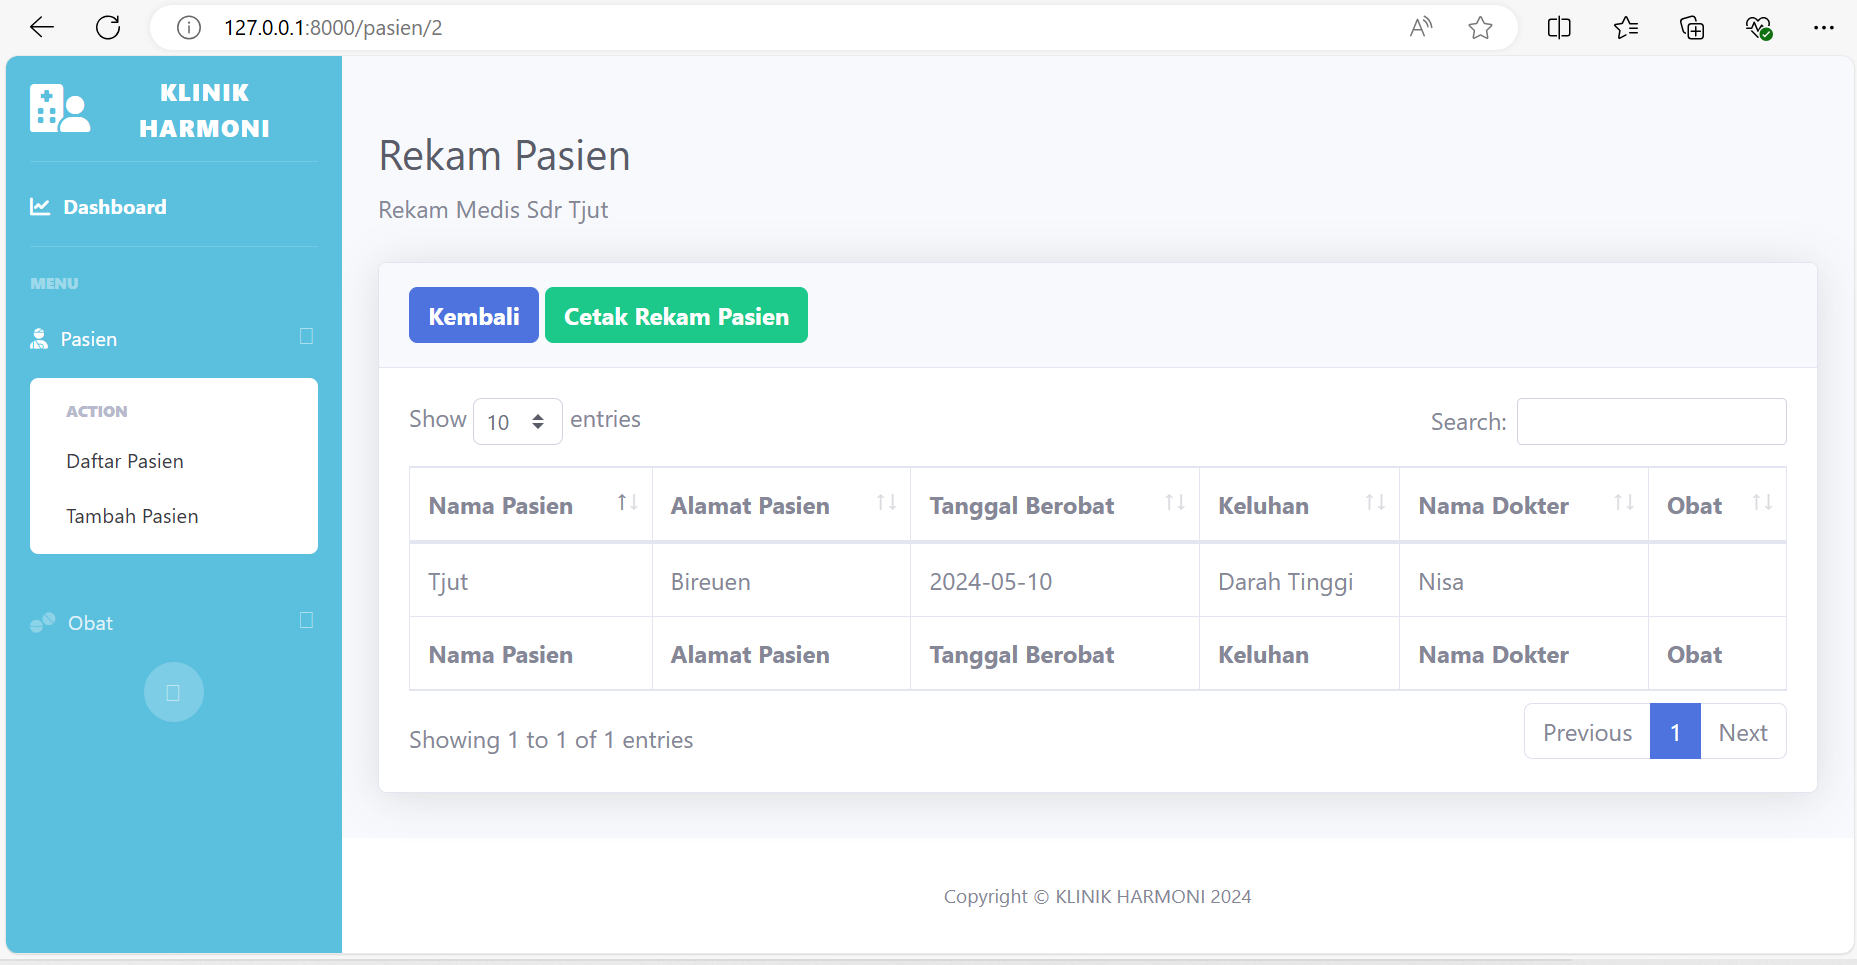 127.0.0.1:8000/pasien/2
KLINIK
HARMONI
Dashboard
MENU
Pasien
ACTION
Daftar Pasien
Tambah Pasien
Obat
Rekam Pasien
Rekam Medis Sdr Tjut
Kembali Cetak Rekam Pasien
Show 10 entries Search:
Nama Pasien Alamat Pasien Tanggal Berobat Keluhan Nama Dokter Obat
Tjut Bireuen 2024-05-10 Darah Tinggi Nisa
Nama Pasien Alamat Pasien Tanggal Berobat Keluhan Nama Dokter Obat
Showing 1 to 1 of 1 entries Previous 1 Next
Copyright © KLINIK HARMONI 2024